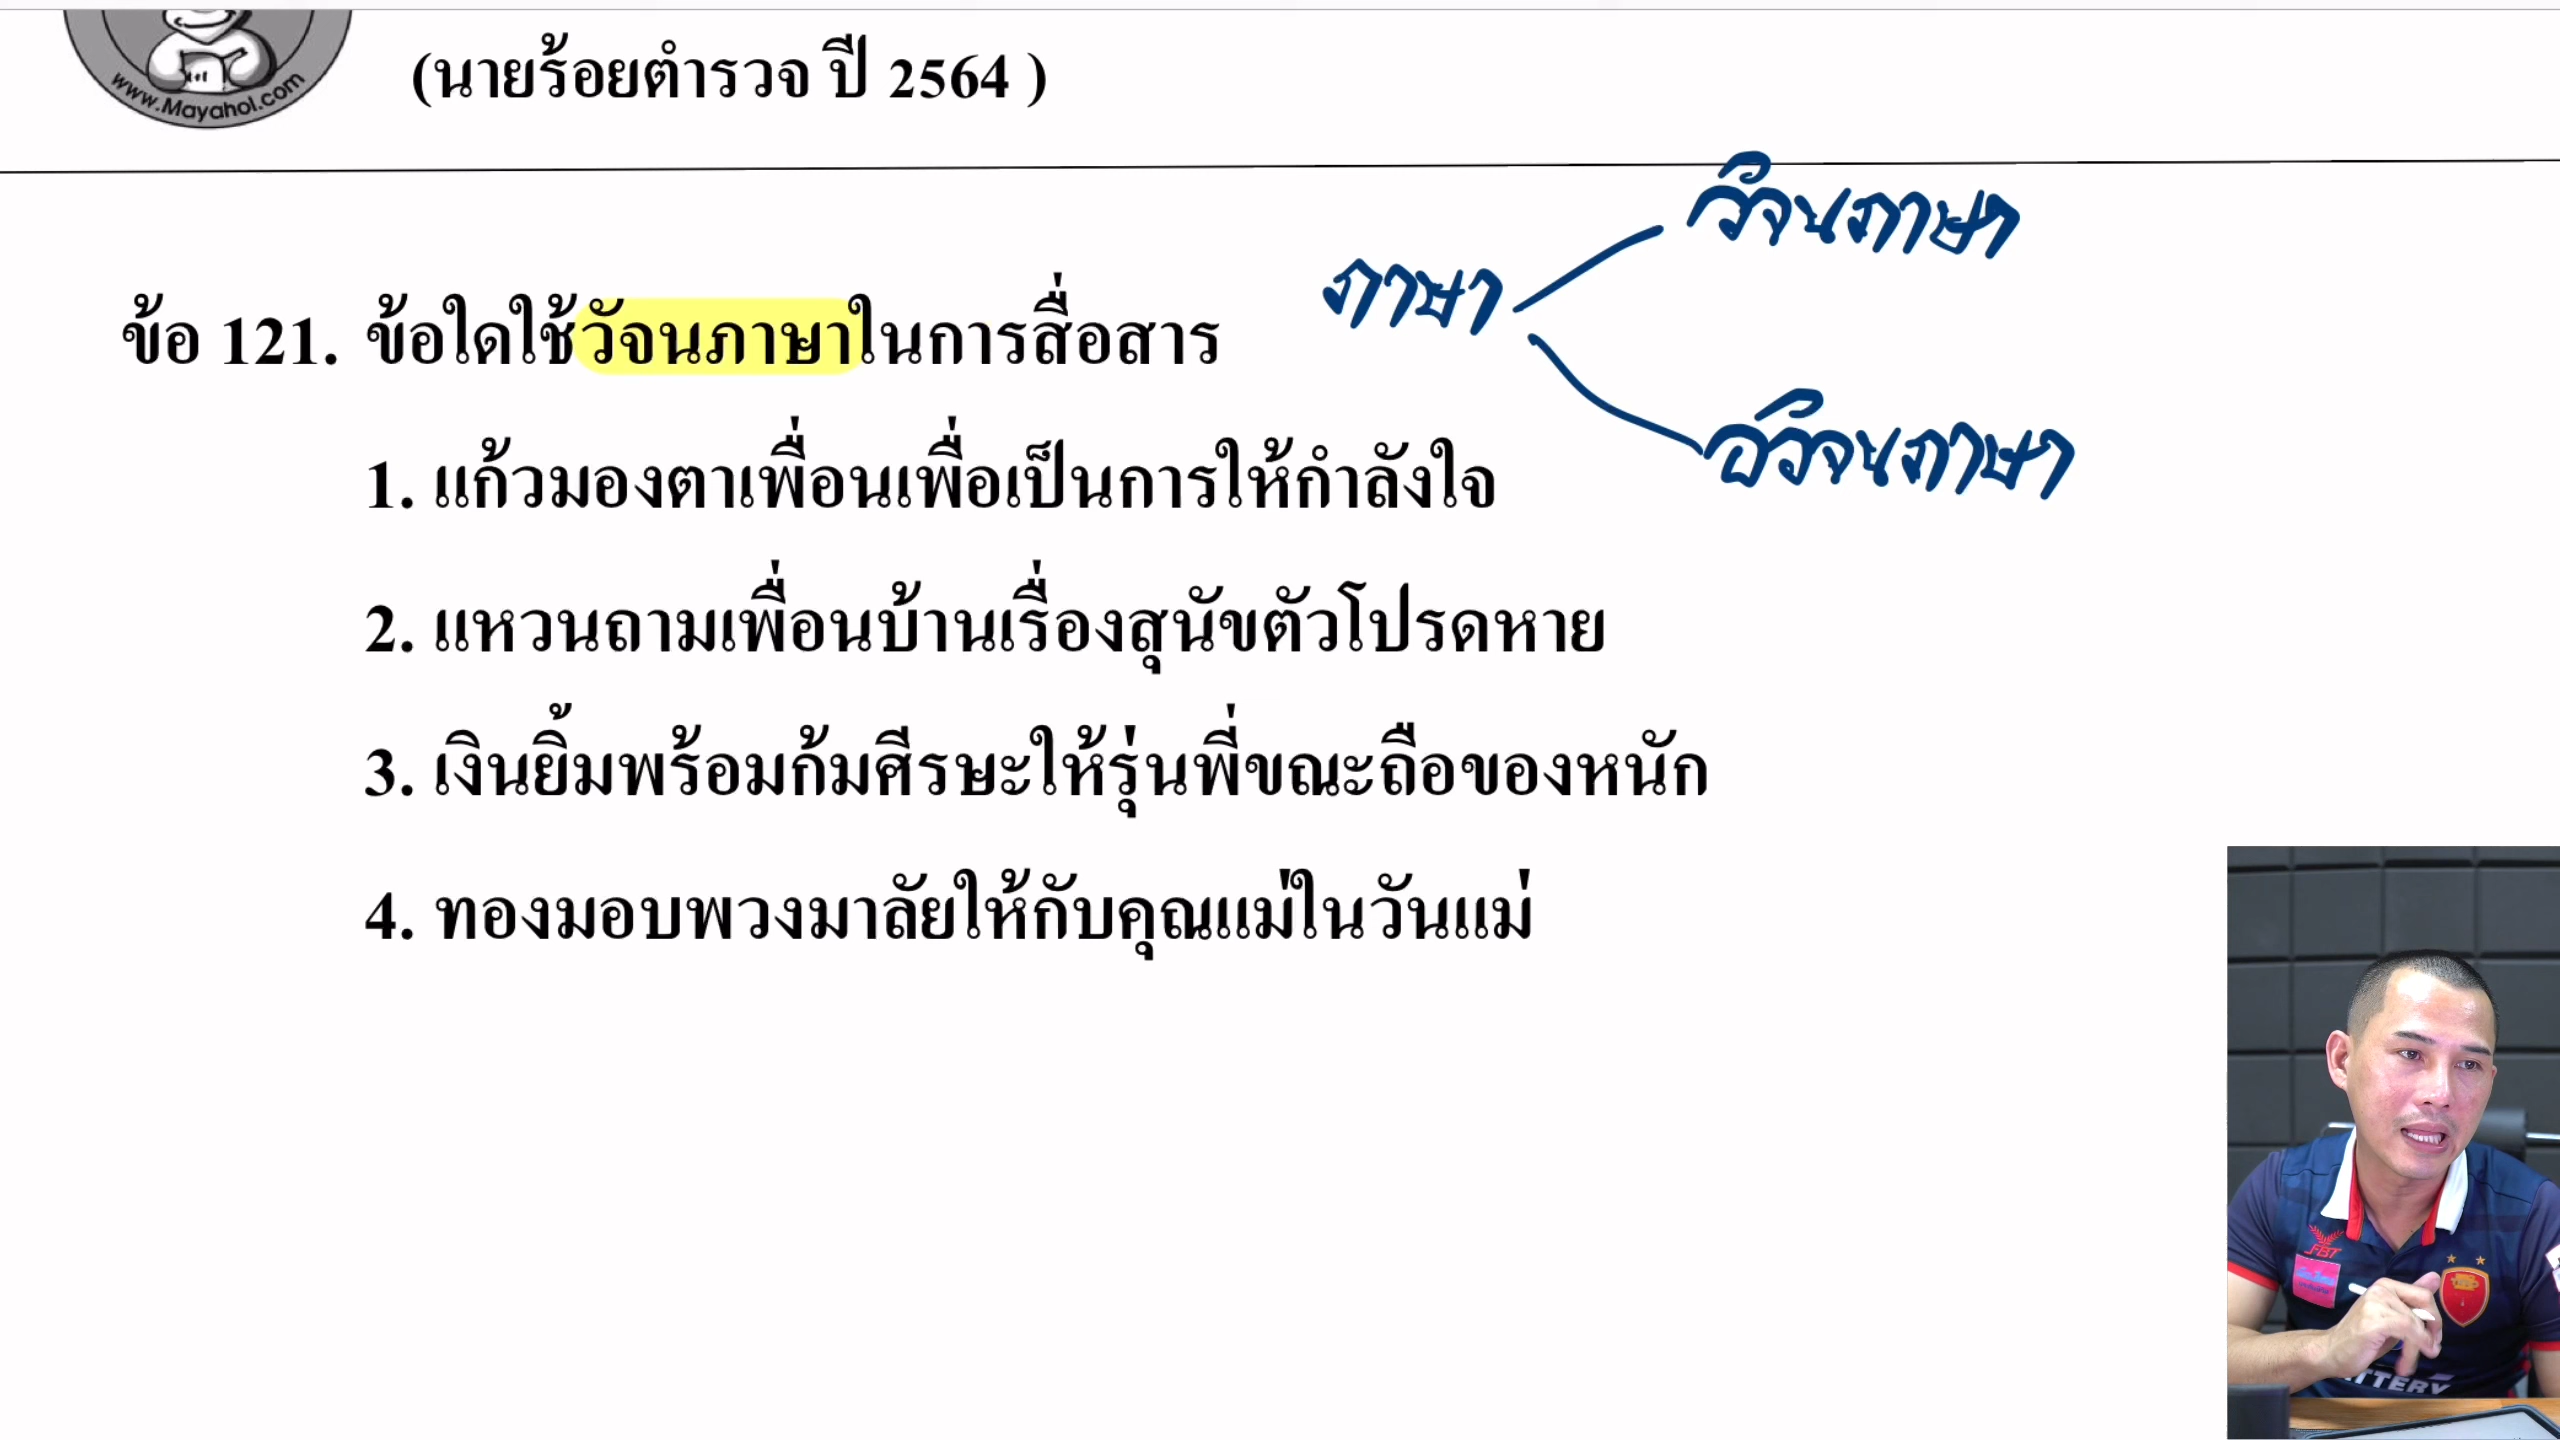 www.Mayahol.com
(นายร้อยตำรวจ ปี 2564 )
ข้อ 121. ข้อใดใช้วัจนภาษาในการสื่อสาร
ภาษา
วัจนภาษา
อวัจนภาษา
1. แก้วมองตาเพื่อนเพื่อเป็นการให้กำลังใจ
2. แหวนถามเพื่อนบ้านเรื่องสุนัขตัวโปรดหาย
3. เงินยิ้มพร้อมก้มศีรษะให้รุ่นพี่ขณะถือของหนัก
4. ทองมอบพวงมาลัยให้กับคุณแม่ในวันแม่
FBT